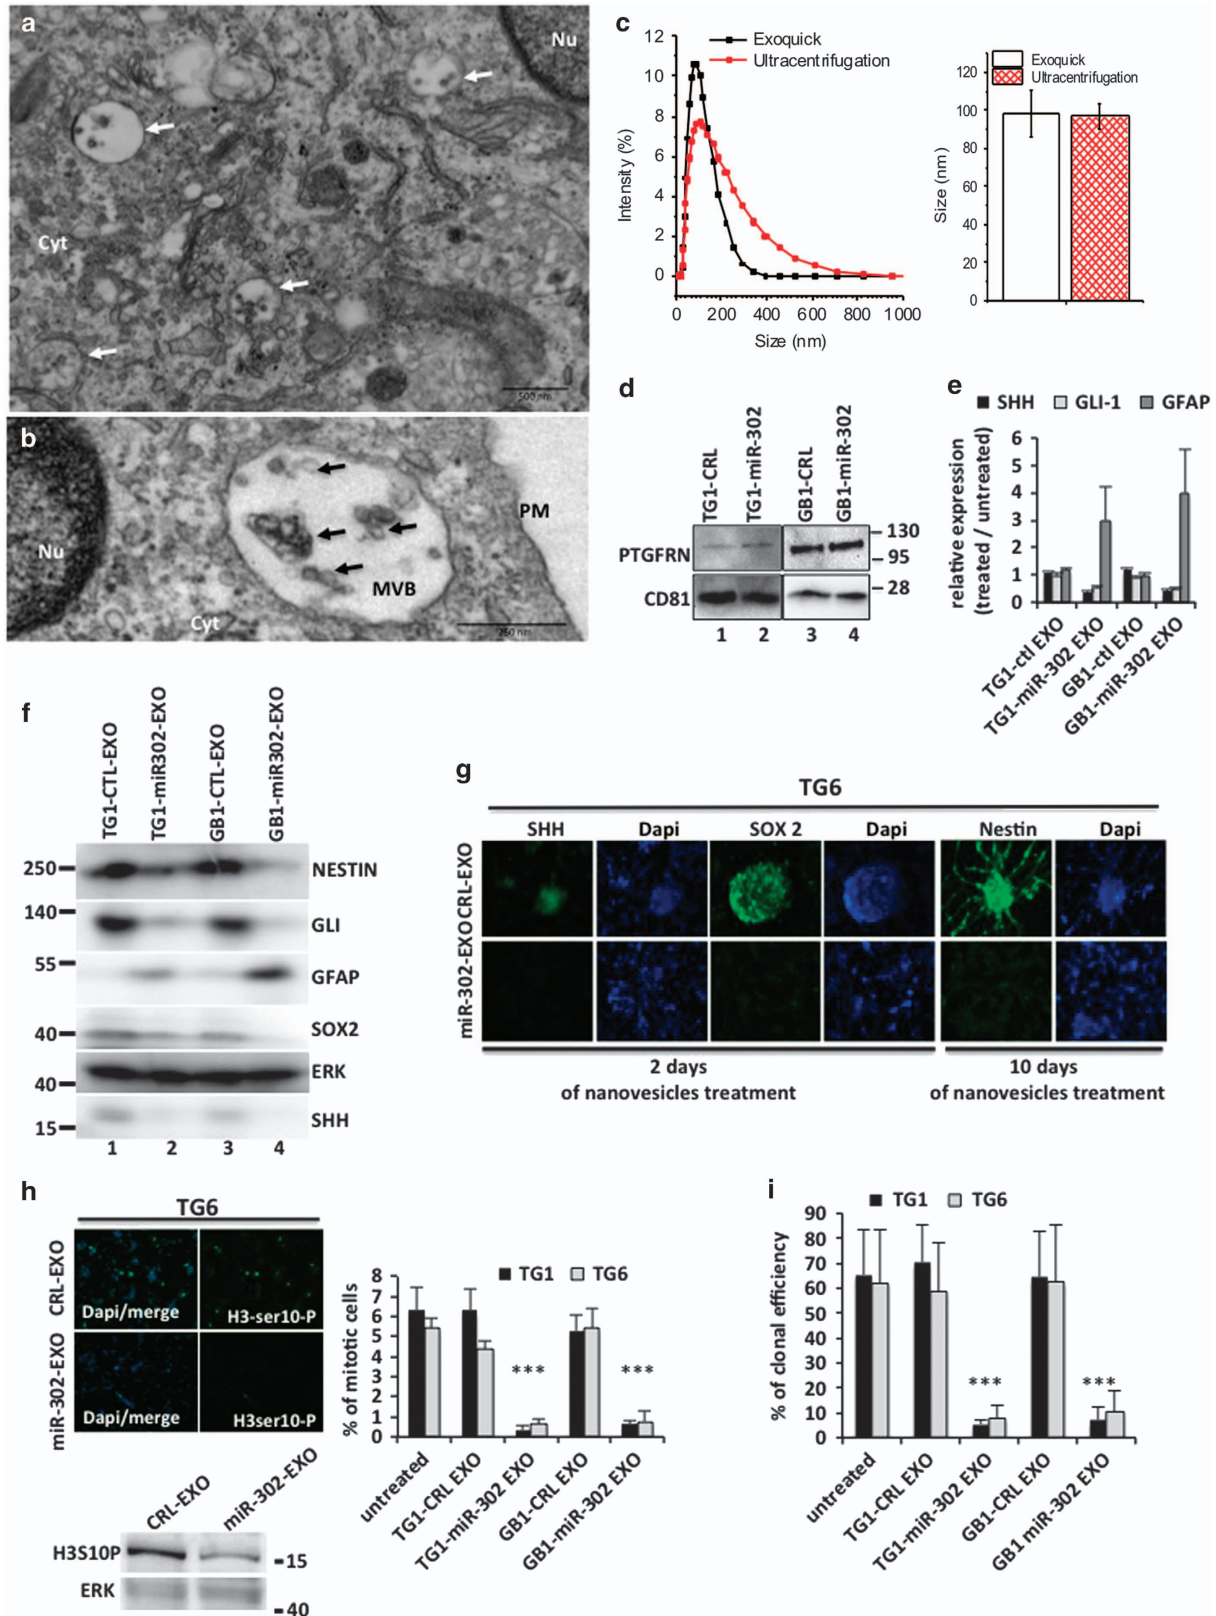 a
Nu
Cyt
500 nm
b
Nu
PM
MVB
Cyt
250 nm
c
Exoquick
Ultracentrifugation
Intensity (%)
12
10
8
6
4
2
0
0 200 400 600 800 1000
Size (nm)
Exoquick
Ultracentrifugation
Size (nm)
120
100
80
60
40
20
0
d
TG1-CRL
TG1-miR-302
GB1-CRL
GB1-miR-302
PTGFRN
130
95
CD81
28
1 2 3 4
e
SHH GLI-1 GFAP
relative expression
(treated / untreated)
6
5
4
3
2
1
0
TG1-ctl EXO
TG1-miR-302 EXO
GB1-ctl EXO
GB1-miR-302 EXO
f
TG1-CTL-EXO
TG1-miR302-EXO
GB1-CTL-EXO
GB1-miR302-EXO
250 NESTIN
140
GLI
55
GFAP
SOX2
40
ERK
40
SHH
15
1 2 3 4
g
TG6
SHH Dapi SOX 2 Dapi Nestin Dapi
CRL-EXO
miR-302-EXO
2 days
of nanovesicles treatment
10 days
of nanovesicles treatment
h
TG6
CRL-EXO
Dapi/merge H3-ser10-P
miR-302-EXO
Dapi/merge H3ser10-P
CRL-EXO
miR-302-EXO
H3S10P
15
ERK
40
TG1 TG6
% of mitotic cells
8
7
6
5
4
3
2
1
0
*** ***
untreated
TG1-CRL EXO
TG1-miR-302 EXO
GB1-CRL EXO
GB1-miR-302 EXO
i
TG1 TG6
% of clonal efficiency
90
80
70
60
50
40
30
20
10
0
*** ***
untreated
TG1-CRL EXO
TG1-miR-302 EXO
GB1-CRL EXO
GB1 miR-302 EXO